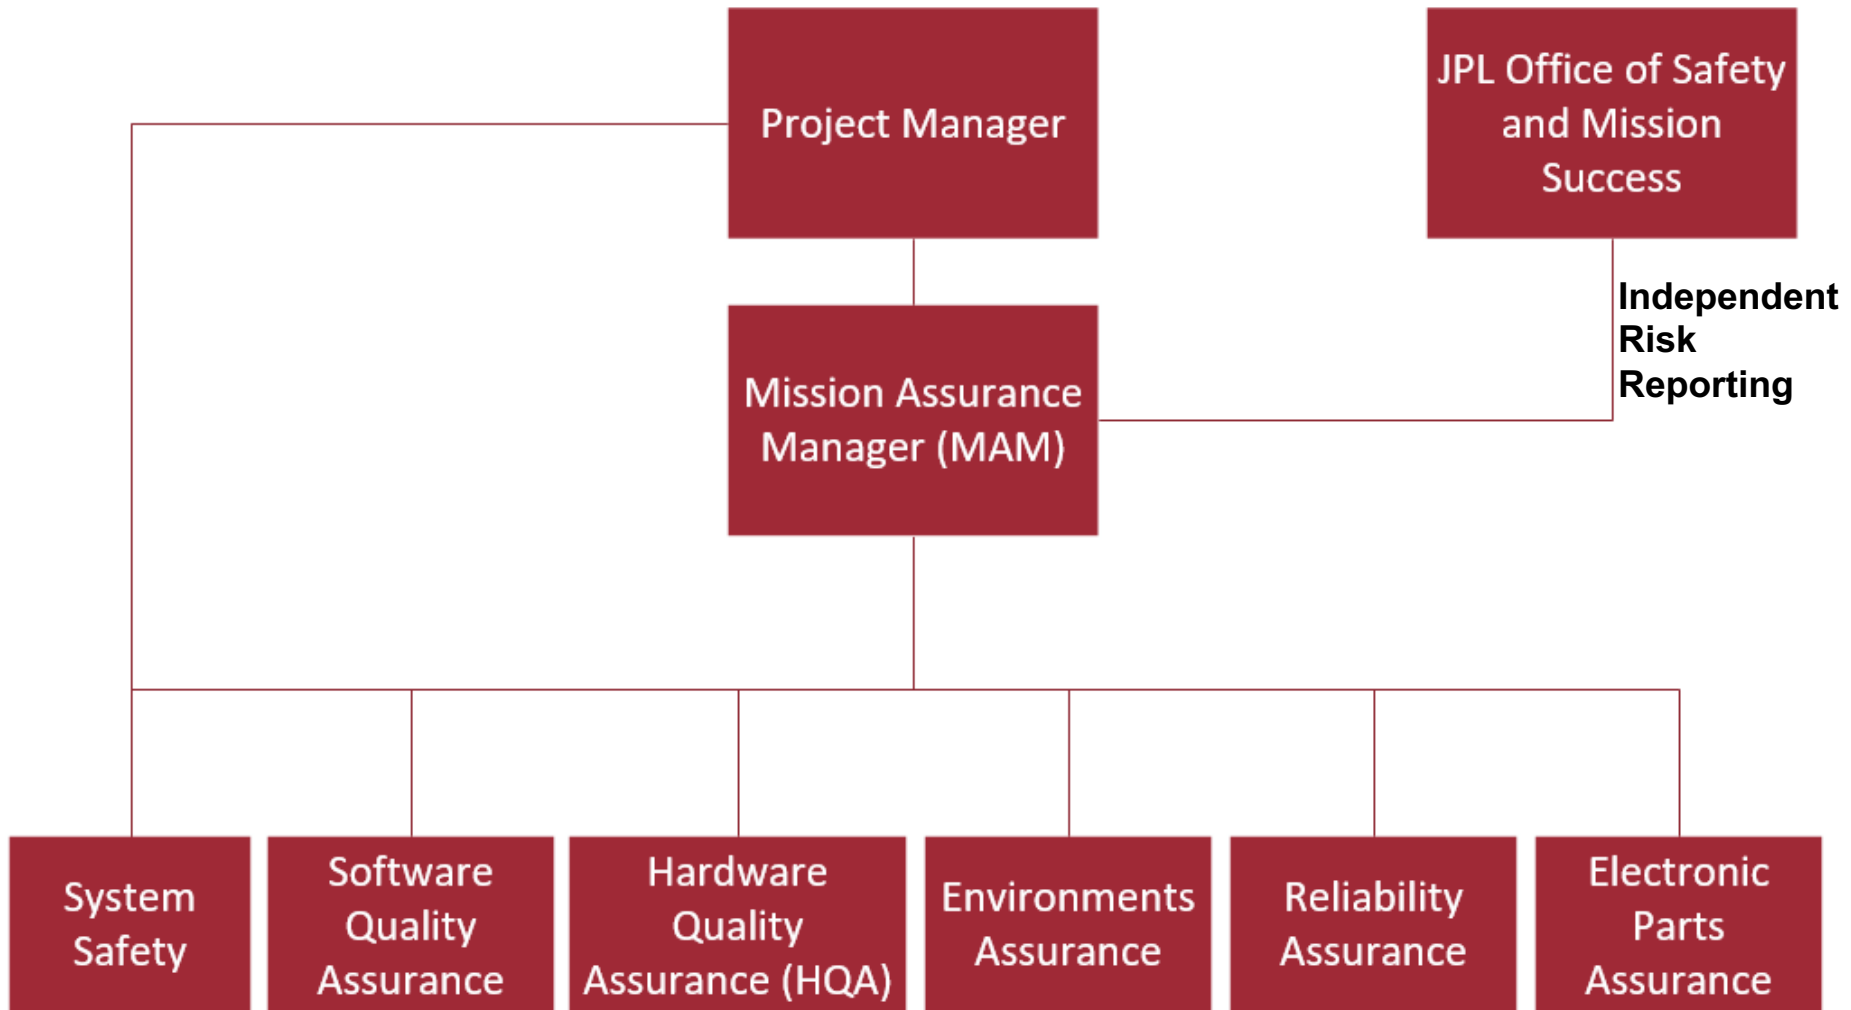 Project Manager
JPL Office of Safety
and Mission
Success
Independent
Risk
Reporting
Mission Assurance
Manager (MAM)
System
Safety
Software
Quality
Assurance
Hardware
Quality
Assurance (HQA)
Environments
Assurance
Reliability
Assurance
Electronic
Parts
Assurance